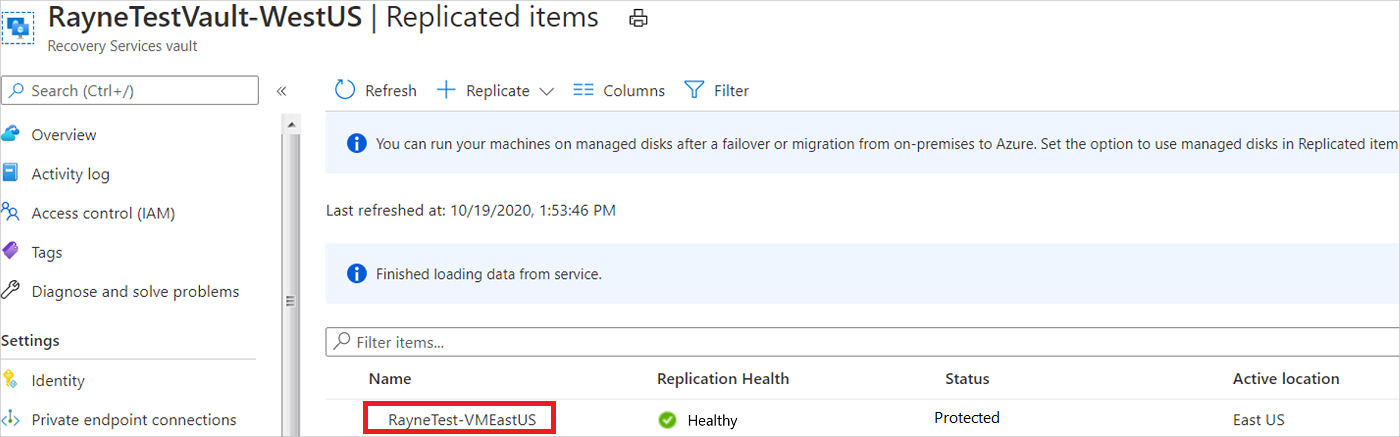 RayneTestVault-WestUS | Replicated items
Recovery Services vault
Search (Ctrl+/)
«
Overview
Activity log
Access control (IAM)
Tags
Diagnose and solve problems
Settings
Identity
Private endpoint connections
Refresh
Replicate
Columns
Filter
You can run your machines on managed disks after a failover or migration from on-premises to Azure. Set the option to use managed disks in Replicated item
Last refreshed at: 10/19/2020, 1:53:46 PM
Finished loading data from service.
Filter items...
Name Replication Health Status Active location
RayneTest-VMEastUS Healthy Protected East US